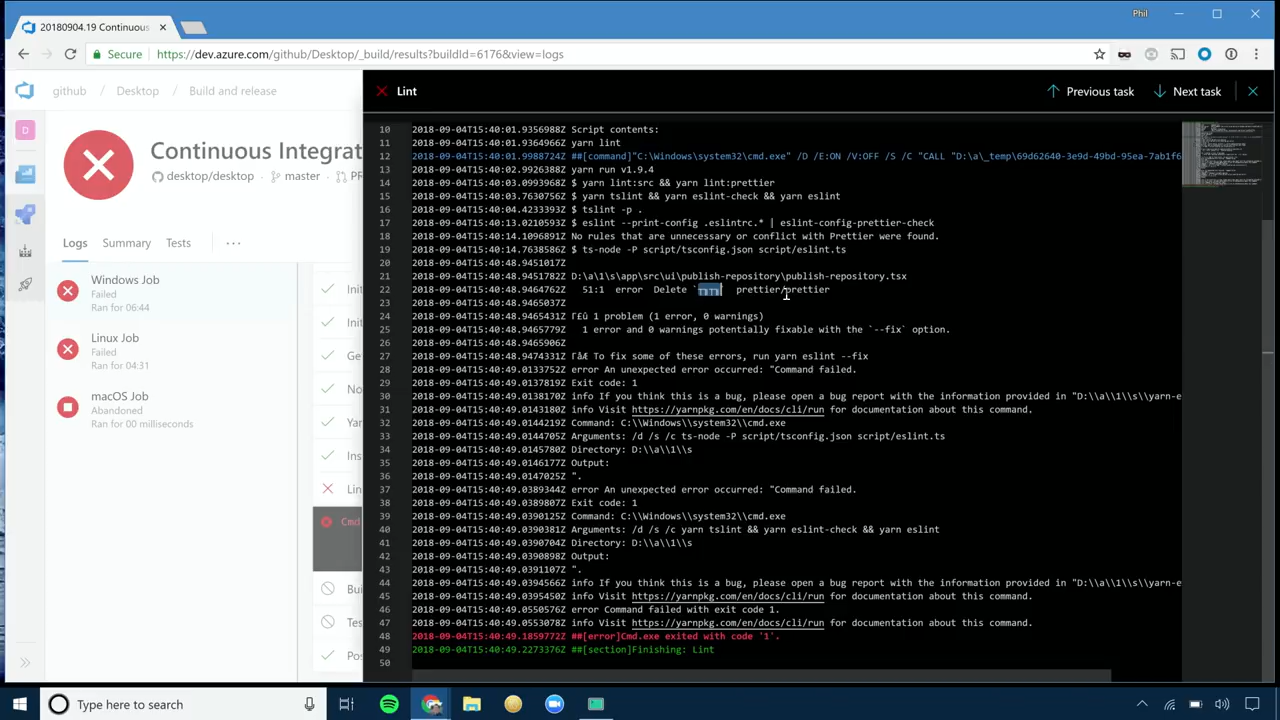 Phil
20180904.19 Continuous
Secure
https://dev.azure.com/github/Desktop/_build/results?buildId=6176&view=logs
github
Desktop
Build and release
Lint
Previous task
Next task
D
Continuous Integrat
desktop/desktop
master
PR
Logs
Summary
Tests
Windows Job
Failed
Ran for 06:44
Linux Job
Failed
Ran for 04:31
macOS Job
Abandoned
Ran for 00 milliseconds
Init
Init
Ge
No
Yar
Ins
Lin
Cmd
Bui
Tes
Pos
10 2018-09-04T15:40:01.9356988Z Script contents:
11 2018-09-04T15:40:01.9364693Z yarn lint
12 ##[command]"C:\Windows\system32\cmd.exe" /D /E:ON /V:OFF /S /C "CALL "D:\a\_temp\69d62640-3e9d-49bd-95ea-7ab1f6
13 yarn run v1.9.4
14 2018-09-04T15:40:03.0993996Z $ yarn lint:src && yarn lint:prettier
15 2018-09-04T15:40:03.7630756Z $ yarn tslint && yarn eslint-check && yarn eslint
16 2018-09-04T15:40:04.4233393Z $ tslint -p .
17 2018-09-04T15:40:13.0210593Z $ eslint --print-config .eslintrc.* | eslint-config-prettier-check
18 2018-09-04T15:40:14.1096891Z No rules that are unnecessary or conflict with Prettier were found.
19 2018-09-04T15:40:14.7638586Z $ ts-node -P script/tsconfig.json script/eslint.ts
20 2018-09-04T15:40:48.9451017Z
21 2018-09-04T15:40:48.9451782Z D:\a\1\s\app\src\ui\publish-repository\publish-repository.tsx
22 2018-09-04T15:40:48.9464762Z 51:1 error Delete ` ` prettier/prettier
23 2018-09-04T15:40:48.9465037Z
24 2018-09-04T15:40:48.9465431Z Γ£û 1 problem (1 error, 0 warnings)
25 2018-09-04T15:40:48.9465779Z 1 error and 0 warnings potentially fixable with the `--fix` option.
26 2018-09-04T15:40:48.9465906Z
27 2018-09-04T15:40:48.9474331Z To fix some of these errors, run yarn eslint --fix
28 2018-09-04T15:40:49.0133752Z error An unexpected error occurred: "Command failed.
29 2018-09-04T15:40:49.0137819Z Exit code: 1
30 2018-09-04T15:40:49.0138170Z info If you think this is a bug, please open a bug report with the information provided in "D:\\a\\1\\s\\yarn-e
31 2018-09-04T15:40:49.0143180Z info Visit https://yarnpkg.com/en/docs/cli/run for documentation about this command.
32 2018-09-04T15:40:49.0144219Z Command: C:\\Windows\\system32\\cmd.exe
33 2018-09-04T15:40:49.0144705Z Arguments: /d /s /c ts-node -P script/tsconfig.json script/eslint.ts
34 2018-09-04T15:40:49.0145780Z Directory: D:\\a\\1\\s
35 2018-09-04T15:40:49.0146177Z Output:
36 2018-09-04T15:40:49.0147025Z ".
37 2018-09-04T15:40:49.0389344Z error An unexpected error occurred: "Command failed.
38 2018-09-04T15:40:49.0389807Z Exit code: 1
39 2018-09-04T15:40:49.0390125Z Command: C:\\Windows\\system32\\cmd.exe
40 2018-09-04T15:40:49.0390381Z Arguments: /d /s /c yarn tslint && yarn eslint-check && yarn eslint
41 2018-09-04T15:40:49.0390704Z Directory: D:\\a\\1\\s
42 2018-09-04T15:40:49.0390898Z Output:
43 2018-09-04T15:40:49.0391107Z ".
44 2018-09-04T15:40:49.0394566Z info If you think this is a bug, please open a bug report with the information provided in "D:\\a\\1\\s\\yarn-e
45 2018-09-04T15:40:49.0395450Z info Visit https://yarnpkg.com/en/docs/cli/run for documentation about this command.
46 2018-09-04T15:40:49.0550576Z error Command failed with exit code 1.
47 2018-09-04T15:40:49.0553078Z info Visit https://yarnpkg.com/en/docs/cli/run for documentation about this command.
48 2018-09-04T15:40:49.1859772Z ##[error]Cmd.exe exited with code '1'.
49 2018-09-04T15:40:49.2273376Z ##[section]Finishing: Lint
50
Type here to search